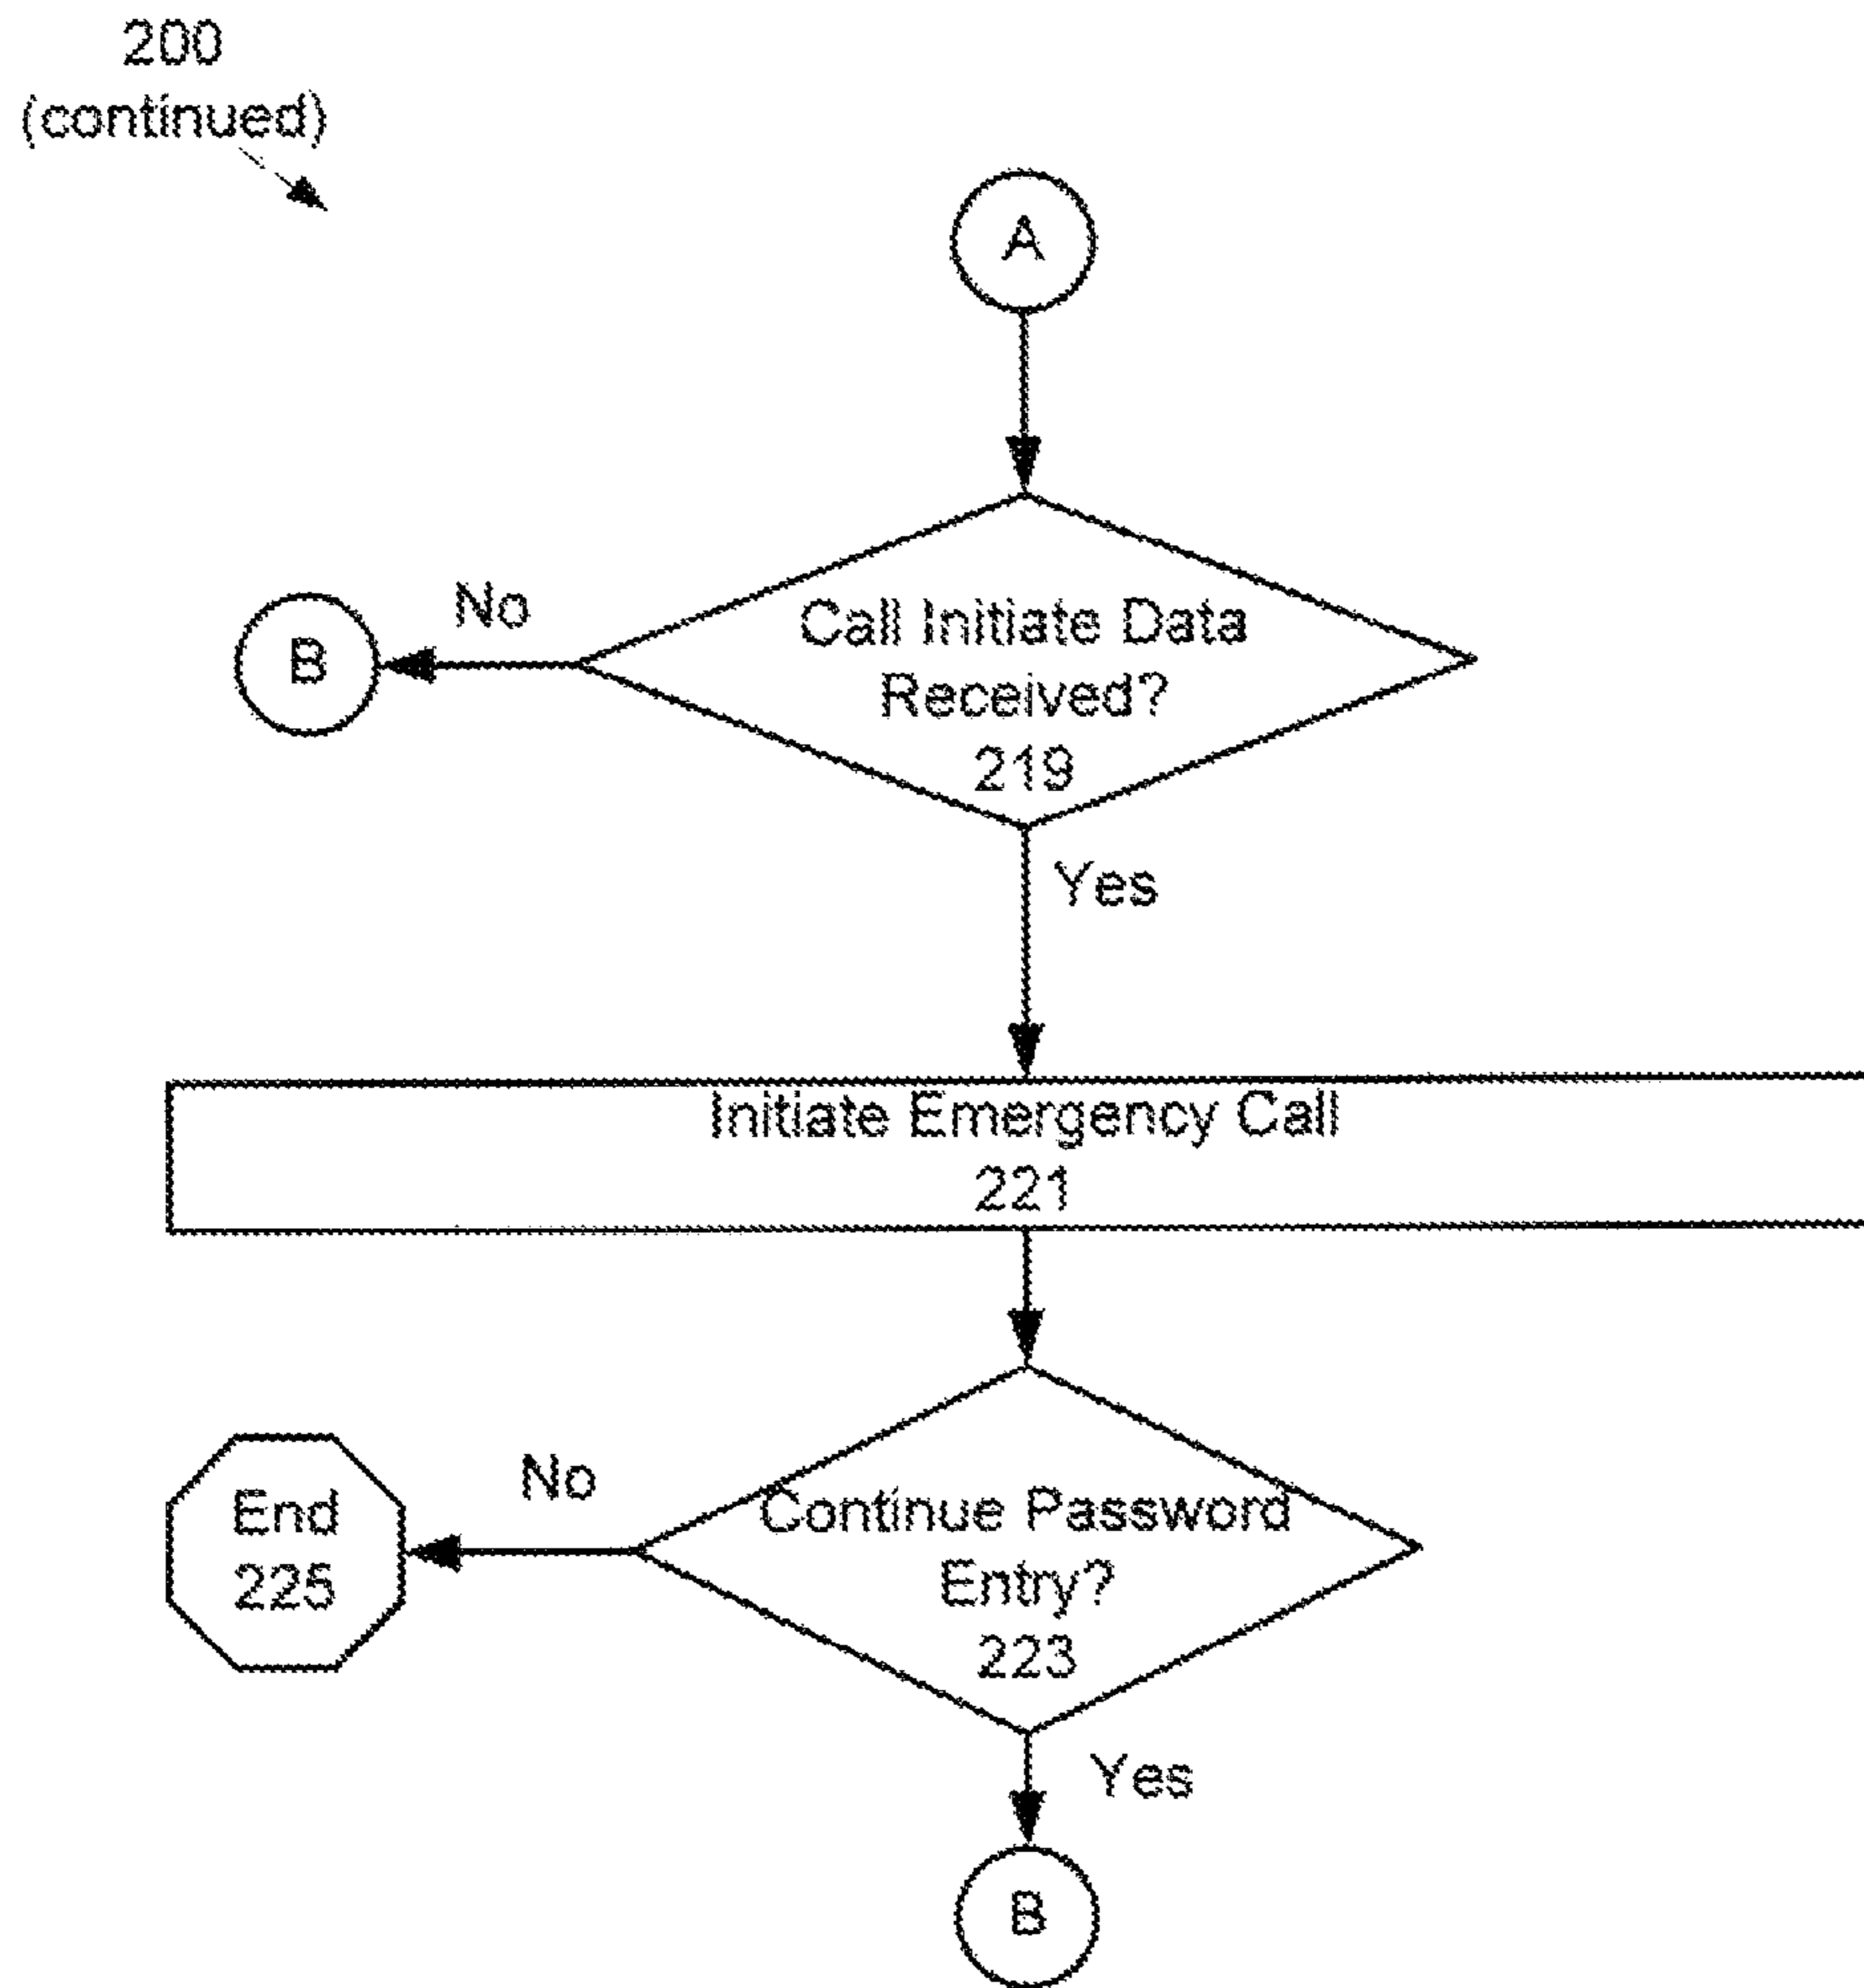 200
(continued)
A
No
B
Call Initiate Data
Received?
219
Yes
Initiate Emergency Call
221
No
End
225
Continue Password
Entry?
223
Yes
B